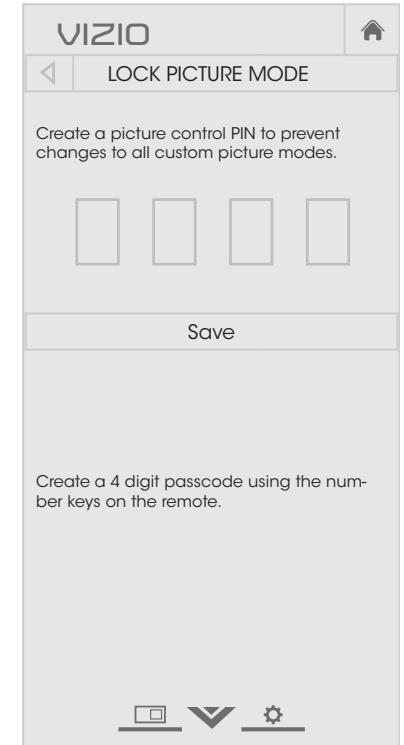 VIZIO
LOCK PICTURE MODE
Create a picture control PIN to prevent
changes to all custom picture modes.
Save
Create a 4 digit passcode using the num-
ber keys on the remote.